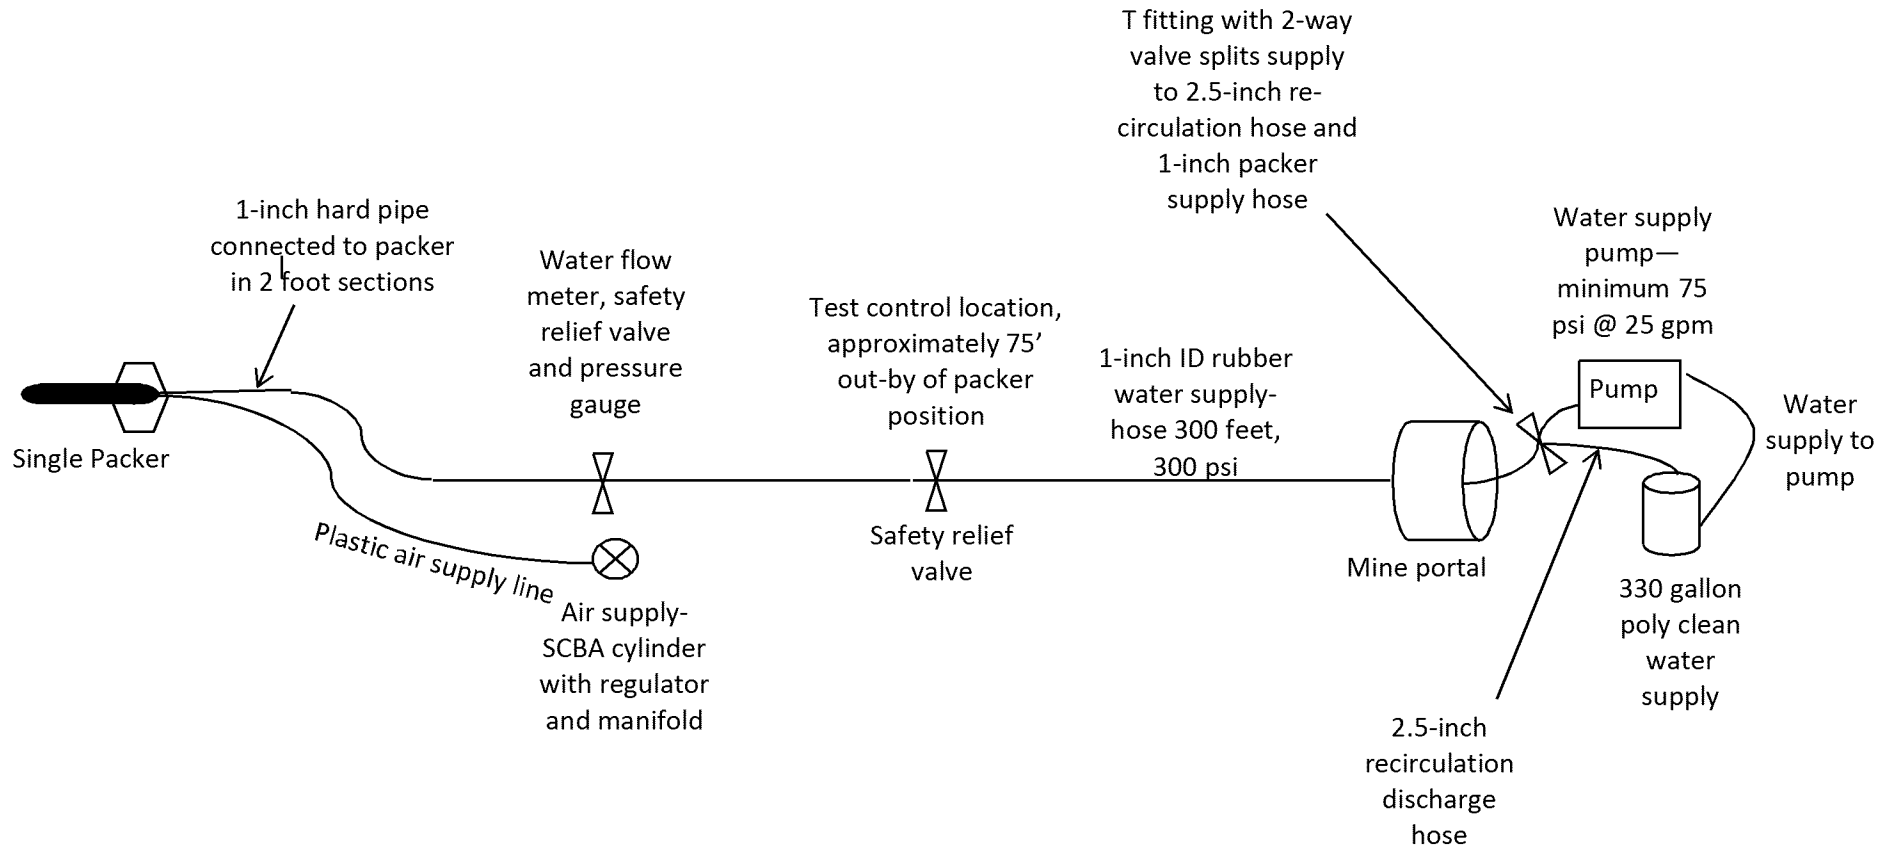 T fitting with 2-way
valve splits supply
to 2.5-inch re-
circulation hose and
1-inch packer
supply hose
1-inch hard pipe
connected to packer
in 2 foot sections
Water flow
meter, safety
relief valve
and pressure
gauge
Test control location,
approximately 75’
out-by of packer
position
1-inch ID rubber
water supply-
hose 300 feet,
300 psi
Water supply
pump—
minimum 75
psi @ 25 gpm
Pump
Water
supply to
pump
Single Packer
Plastic air supply line
Air supply-
SCBA cylinder
with regulator
and manifold
Safety relief
valve
Mine portal
330 gallon
poly clean
water
supply
2.5-inch
recirculation
discharge
hose